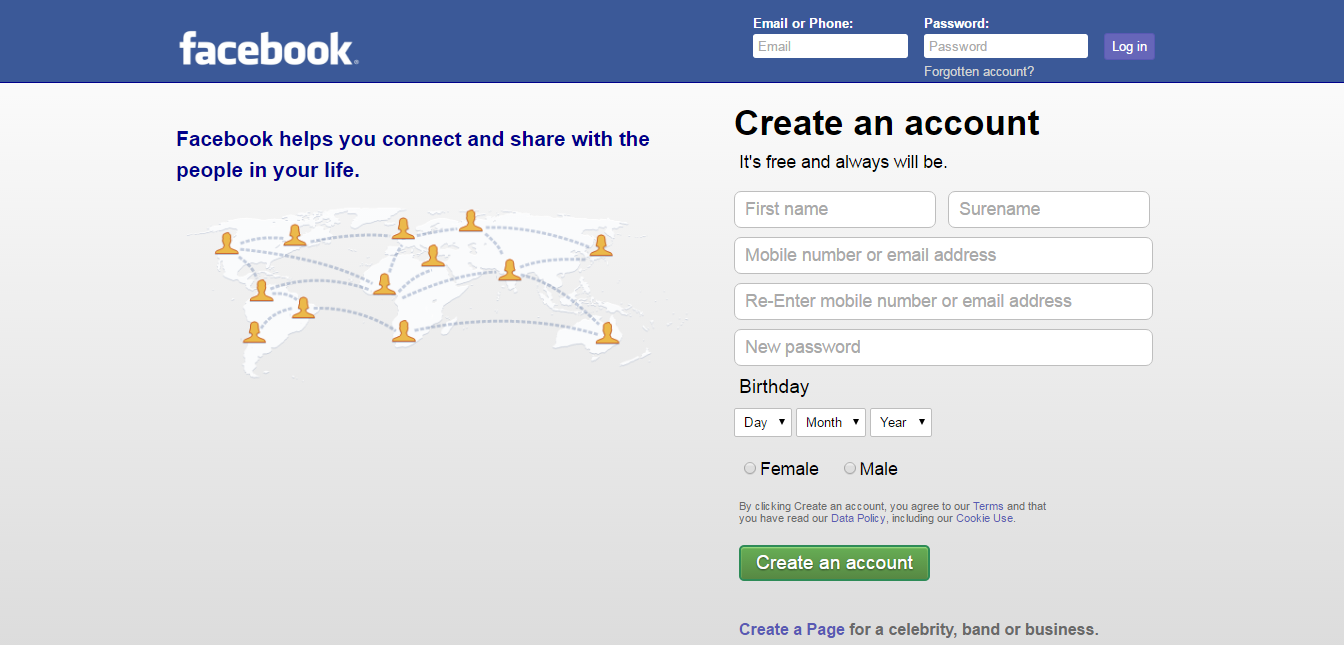 facebook
Email or Phone:
Email
Password:
Password
Log in
Forgotten account?
Facebook helps you connect and share with the
people in your life.
Create an account
It's free and always will be.
First name
Surename
Mobile number or email address
Re-Enter mobile number or email address
New password
Birthday
Day
Month
Year
Female
Male
By clicking Create an account, you agree to our Terms and that
you have read our Data Policy, including our Cookie Use.
Create an account
Create a Page for a celebrity, band or business.